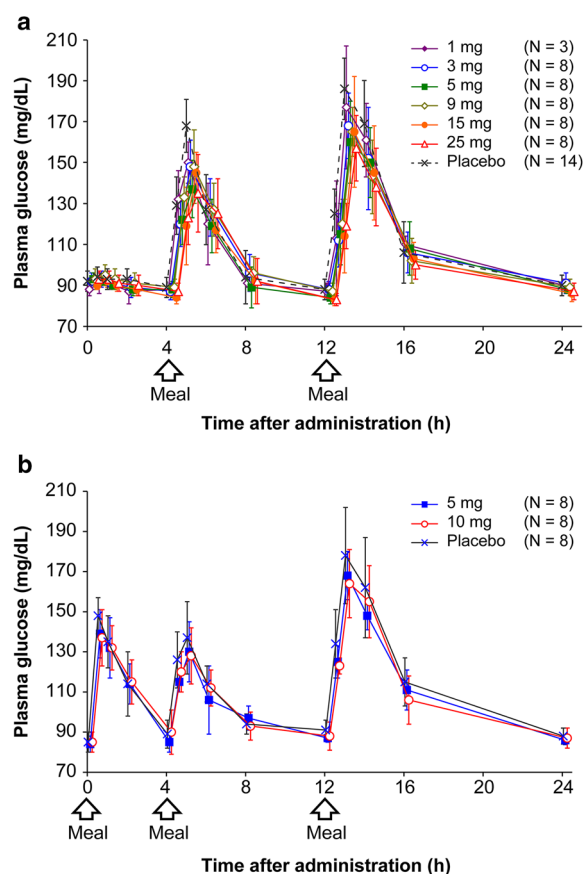 a
210
190
170
150
130
110
90
70
Plasma glucose (mg/dL)
1 mg (N = 3)
3 mg (N = 8)
5 mg (N = 8)
9 mg (N = 8)
15 mg (N = 8)
25 mg (N = 8)
Placebo (N = 14)
0 4 8 12 16 20 24
Meal Meal
Time after administration (h)
b
210
190
170
150
130
110
90
70
Plasma glucose (mg/dL)
5 mg (N = 8)
10 mg (N = 8)
Placebo (N = 8)
0 4 8 12 16 20 24
Meal Meal Meal
Time after administration (h)